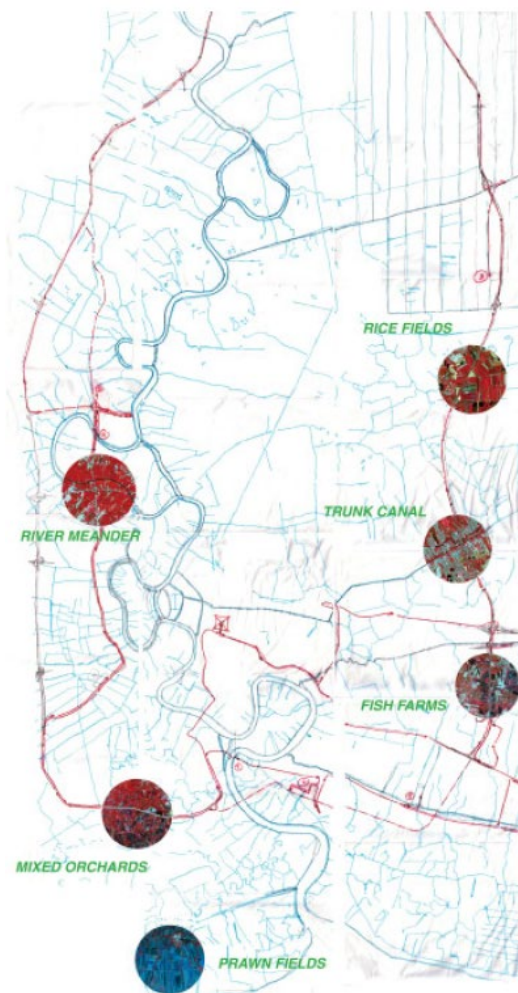 RICE FIELDS
TRUNK CANAL
RIVER MEANDER
FISH FARMS
MIXED ORCHARDS
PRAWN FIELDS